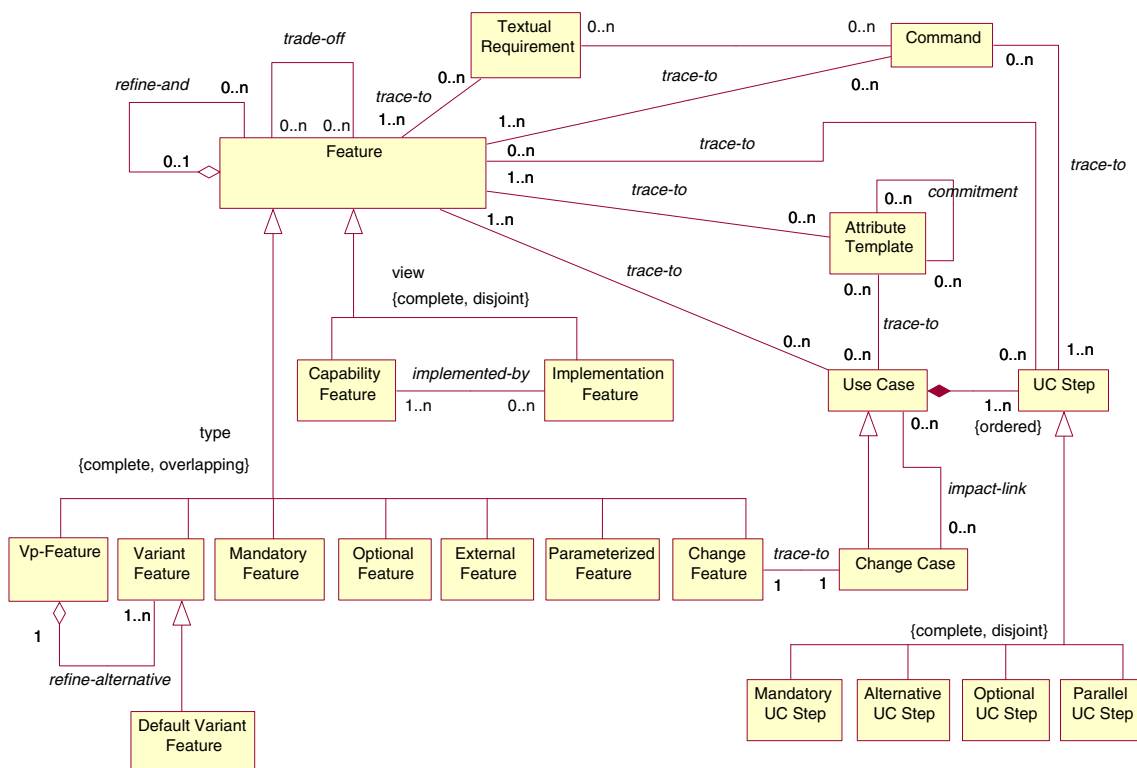 Textual
Requirement
0..n
0..n
Command
trade-off
refine-and
0..n
0..n
0..n
trace-to
1..n
0..n
0..n
trace-to
0..n
0..n
1..n
0..1
Feature
0..n
trace-to
trace-to
1..n
trace-to
0..n
commitment
0..n
Attribute
Template
1..n
0..n
0..n
view
{complete, disjoint}
trace-to
trace-to
0..n
0..n
0..n
1..n
Capability
Feature
implemented-by
1..n
0..n
Implementation
Feature
Use Case
UC Step
1..n
{ordered}
0..n
type
{complete, overlapping}
impact-link
0..n
Vp-Feature
Variant
Feature
Mandatory
Feature
Optional
Feature
External
Feature
Parameterized
Feature
Change
Feature
trace-to
1
1
Change Case
1
1..n
refine-alternative
{complete, disjoint}
Default Variant
Feature
Mandatory
UC Step
Alternative
UC Step
Optional
UC Step
Parallel
UC Step